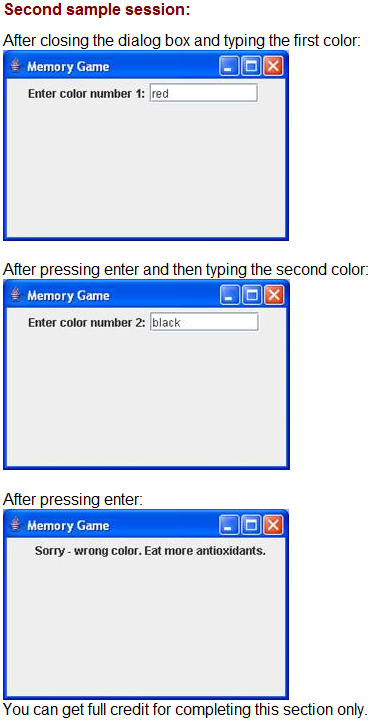 Second sample session:
After closing the dialog box and typing the first color:
Memory Game
Enter color number 1: red
After pressing enter and then typing the second color:
Memory Game
Enter color number 2: black
After pressing enter:
Memory Game
Sorry - wrong color. Eat more antioxidants.
You can get full credit for completing this section only.